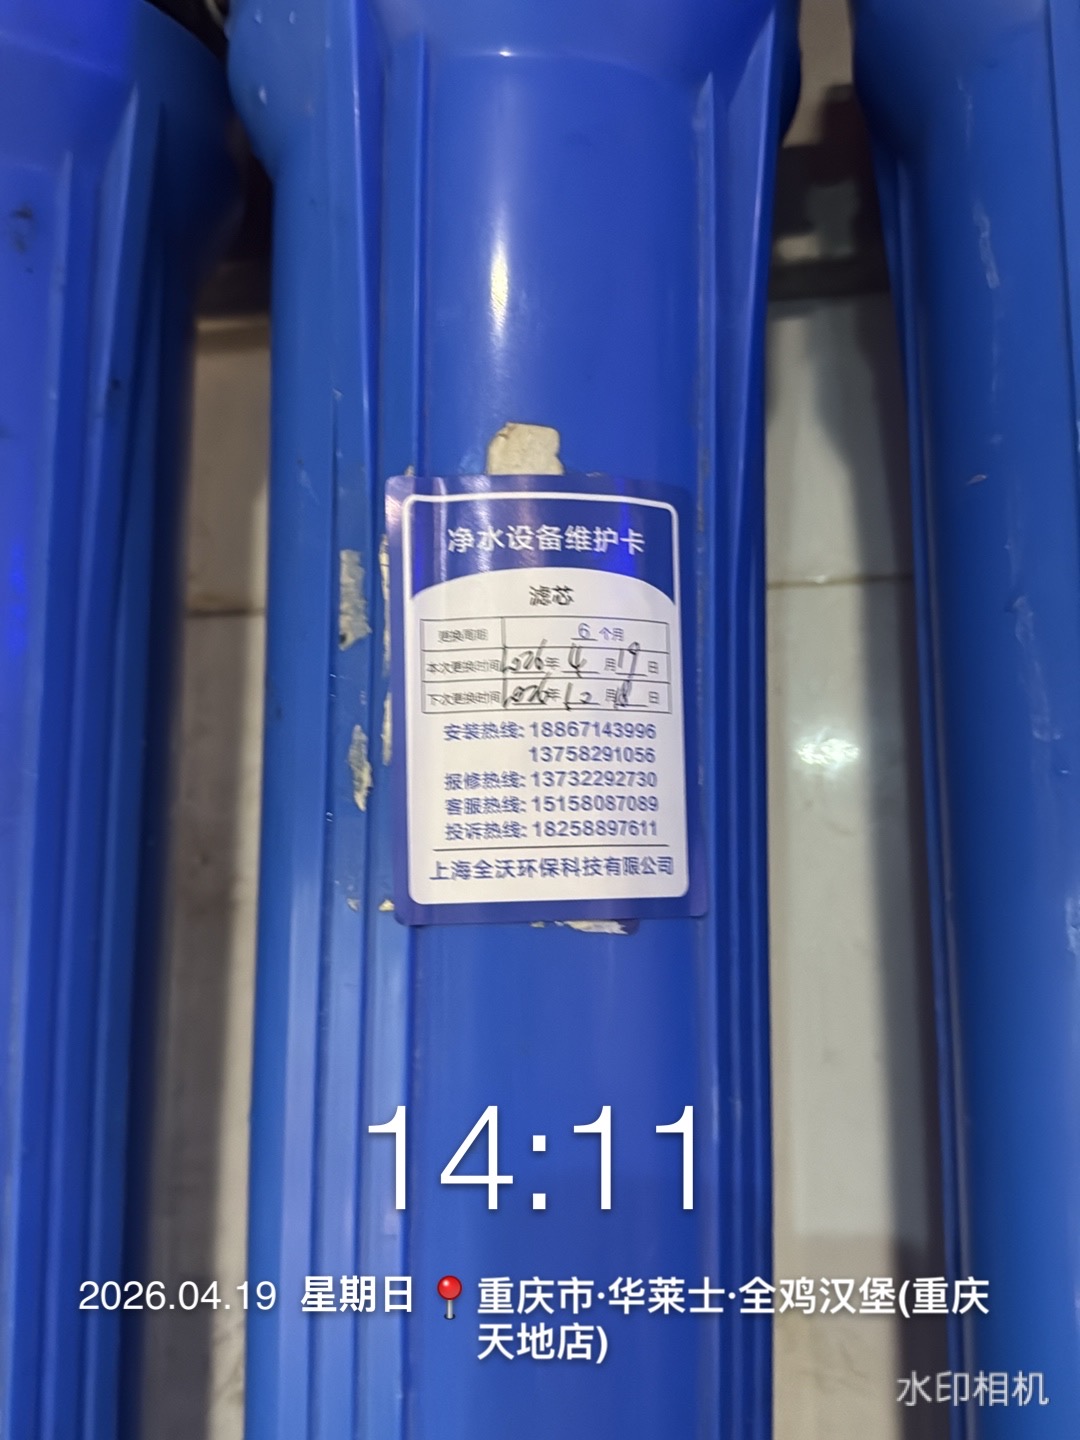 净水设备维护卡
滤芯
更换周期 6 个月
本次更换时间 2026年 4 月 19 日
下次更换时间 2026年 10 月 18 日
安装热线: 18867143996
13758291056
报修热线: 13732292730
客服热线: 15158087089
投诉热线: 18258897611
上海全沃环保科技有限公司
14:11
2026.04.19 星期日 📍重庆市·华莱士·全鸡汉堡(重庆
天地店)
水印相机